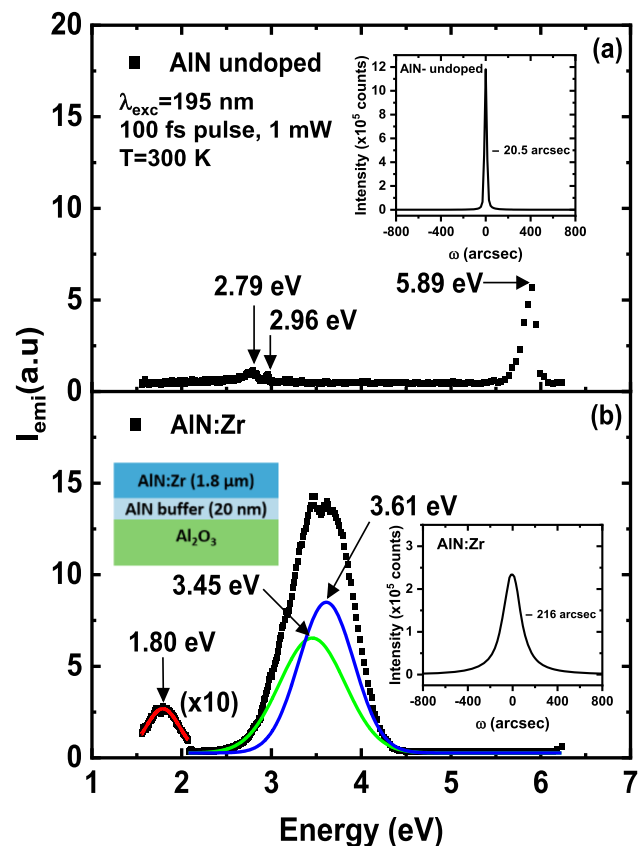 20
15
10
5
0
AlN undoped
λexc=195 nm
100 fs pulse, 1 mW
T=300 K
(a)
2.79 eV
2.96 eV
5.89 eV
Intensity (x10⁵ counts)
12
10
8
6
4
2
0
AlN- undoped
– 20.5 arcsec
-800 -400 0 400 800
ω (arcsec)
Iemi(a.u)
15
10
5
0
AlN:Zr
(b)
AlN:Zr (1.8 μm)
AlN buffer (20 nm)
Al₂O₃
3.61 eV
3.45 eV
1.80 eV
(x10)
Intensity (x10⁵ counts)
3
2
1
0
AlN:Zr
– 216 arcsec
-800 -400 0 400 800
ω (arcsec)
1 2 3 4 5 6 7
Energy (eV)